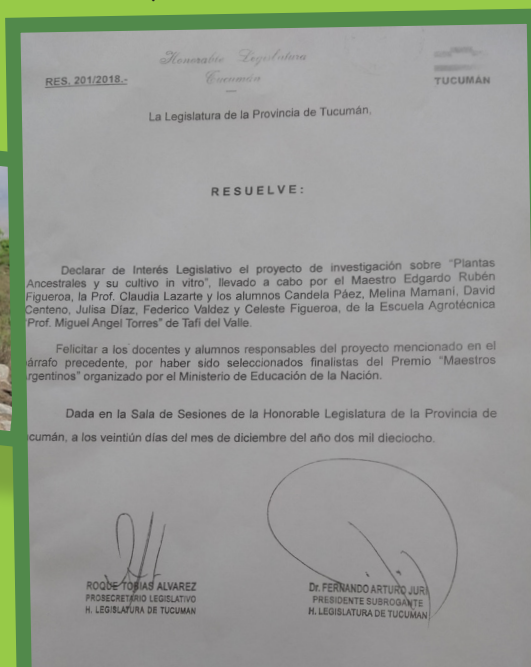 Honorable Legislatura
Tucumán
RES. 201/2018.-
TUCUMÁN
La Legislatura de la Provincia de Tucumán,
RESUELVE:
Declarar de Interés Legislativo el proyecto de investigación sobre “Plantas
Ancestrales y su cultivo in vitro”, llevado a cabo por el Maestro Edgardo Rubén
Figueroa, la Prof. Claudia Lazarte y los alumnos Candela Páez, Melina Mamaní, David
Centeno, Julisa Díaz, Federico Valdez y Celeste Figueroa, de la Escuela Agrotécnica
“Prof. Miguel Angel Torres” de Tafi del Valle.
Felicitar a los docentes y alumnos responsables del proyecto mencionado en el
párrafo precedente, por haber sido seleccionados finalistas del Premio “Maestros
rgentinos” organizado por el Ministerio de Educación de la Nación.
Dada en la Sala de Sesiones de la Honorable Legislatura de la Provincia de
ucumán, a los veintiún días del mes de diciembre del año dos mil dieciocho.
ROQUE TOBIAS ALVAREZ
PROSECRETARIO LEGISLATIVO
H. LEGISLATURA DE TUCUMAN
Dr. FERNANDO ARTURO JURI
PRESIDENTE SUBROGANTE
H. LEGISLATURA DE TUCUMAN